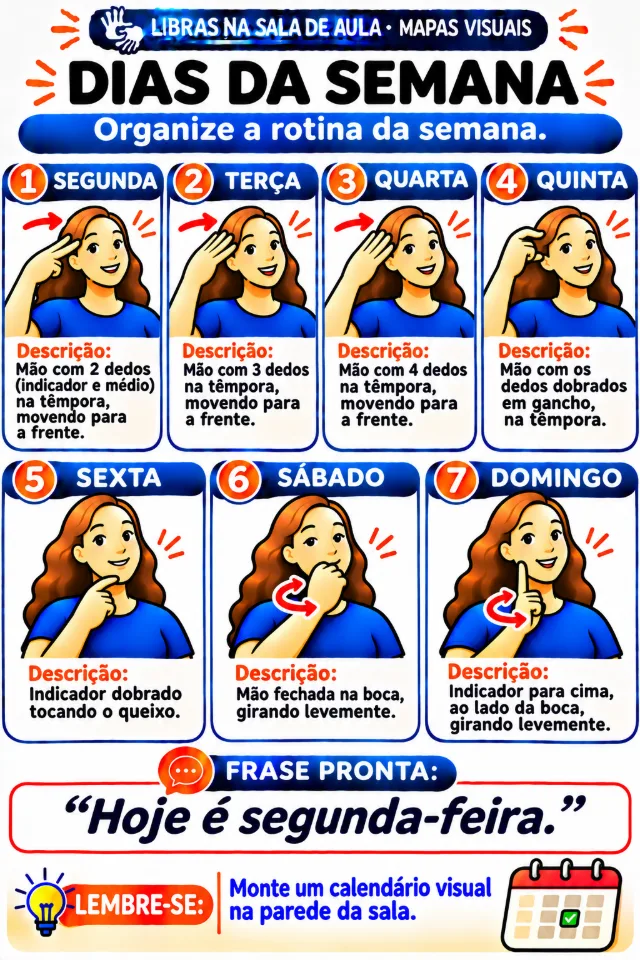 LIBRAS NA SALA DE AULA • MAPAS VISUAIS
DIAS DA SEMANA
Organize a rotina da semana.
1 SEGUNDA
Descrição:
Mão com 2 dedos
(indicador e médio)
na têmpora,
movendo para
a frente.
2 TERÇA
Descrição:
Mão com 3 dedos
na têmpora,
movendo para
a frente.
3 QUARTA
Descrição:
Mão com 4 dedos
na têmpora,
movendo para
a frente.
4 QUINTA
Descrição:
Mão com os
dedos dobrados
em gancho,
na têmpora.
5 SEXTA
Descrição:
Indicador dobrado
tocando o queixo.
6 SÁBADO
Descrição:
Mão fechada na boca,
girando levemente.
7 DOMINGO
Descrição:
Indicador para cima,
ao lado da boca,
girando levemente.
FRASE PRONTA:
“Hoje é segunda-feira.”
LEMBRE-SE:
Monte um calendário visual
na parede da sala.